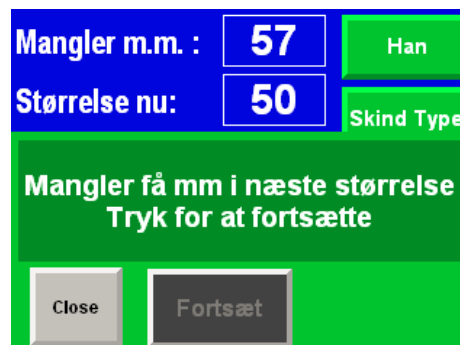 Mangler m.m. : 57 Han
Størrelse nu: 50 Skind Type
Mangler få mm i næste størrelse
Tryk for at fortsætte
Close Fortsæt